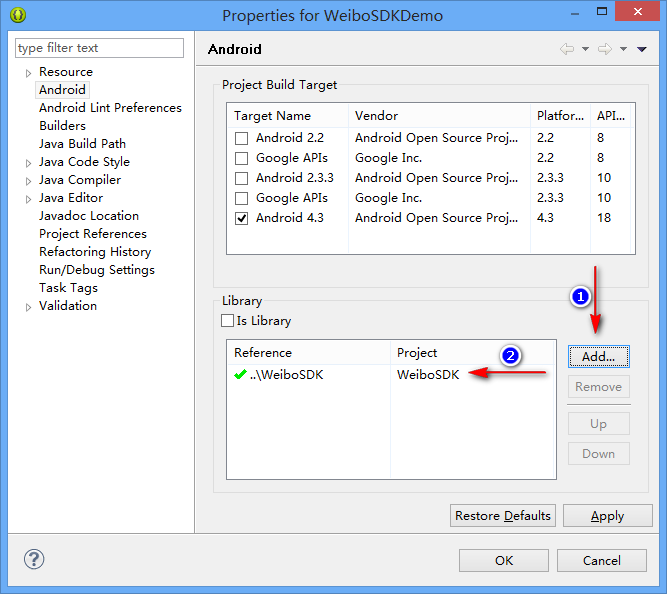 Properties for WeiboSDKDemo
type filter text
Resource
Android
Android Lint Preferences
Builders
Java Build Path
Java Code Style
Java Compiler
Java Editor
Javadoc Location
Project References
Refactoring History
Run/Debug Settings
Task Tags
Validation
Android
Project Build Target
Target Name Vendor Platfor... API...
Android 2.2 Android Open Source Proj... 2.2 8
Google APIs Google Inc. 2.2 8
Android 2.3.3 Android Open Source Proj... 2.3.3 10
Google APIs Google Inc. 2.3.3 10
Android 4.3 Android Open Source Proj... 4.3 18
1
Library
Is Library
Reference Project
2
..\WeiboSDK WeiboSDK
Add...
Remove
Up
Down
Restore Defaults Apply
? OK Cancel